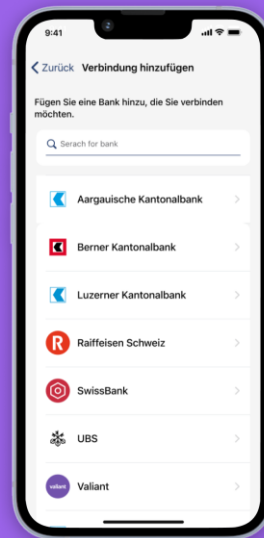 9:41
Zurück Verbindung hinzufügen
Fügen Sie eine Bank hinzu, die Sie verbinden
möchten.
Serach for bank
Aargauische Kantonalbank
Berner Kantonalbank
Luzerner Kantonalbank
Raiffeisen Schweiz
SwissBank
UBS
valiant Valiant